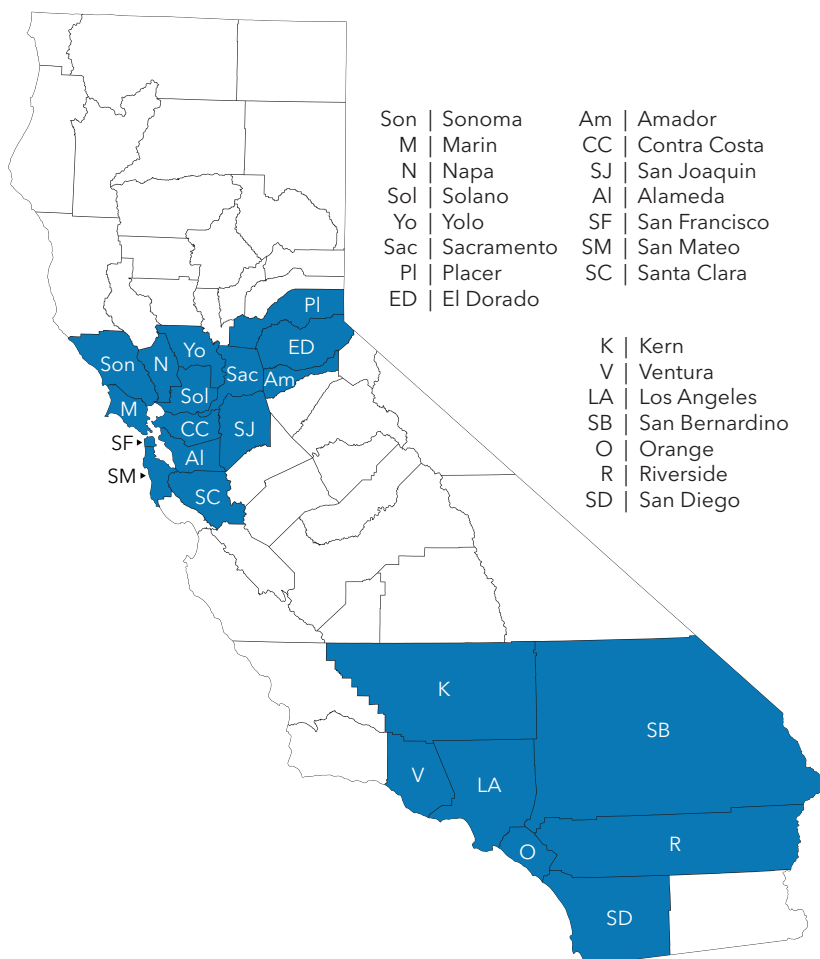 Son | Sonoma
M | Marin
N | Napa
Sol | Solano
Yo | Yolo
Sac | Sacramento
Pl | Placer
ED | El Dorado
Am | Amador
CC | Contra Costa
SJ | San Joaquin
Al | Alameda
SF | San Francisco
SM | San Mateo
SC | Santa Clara
K | Kern
V | Ventura
LA | Los Angeles
SB | San Bernardino
O | Orange
R | Riverside
SD | San Diego
Pl
ED
Yo
Son
N
Sac
Am
Sol
M
CC
SJ
SF
Al
SM
SC
K
SB
V
LA
O
R
SD